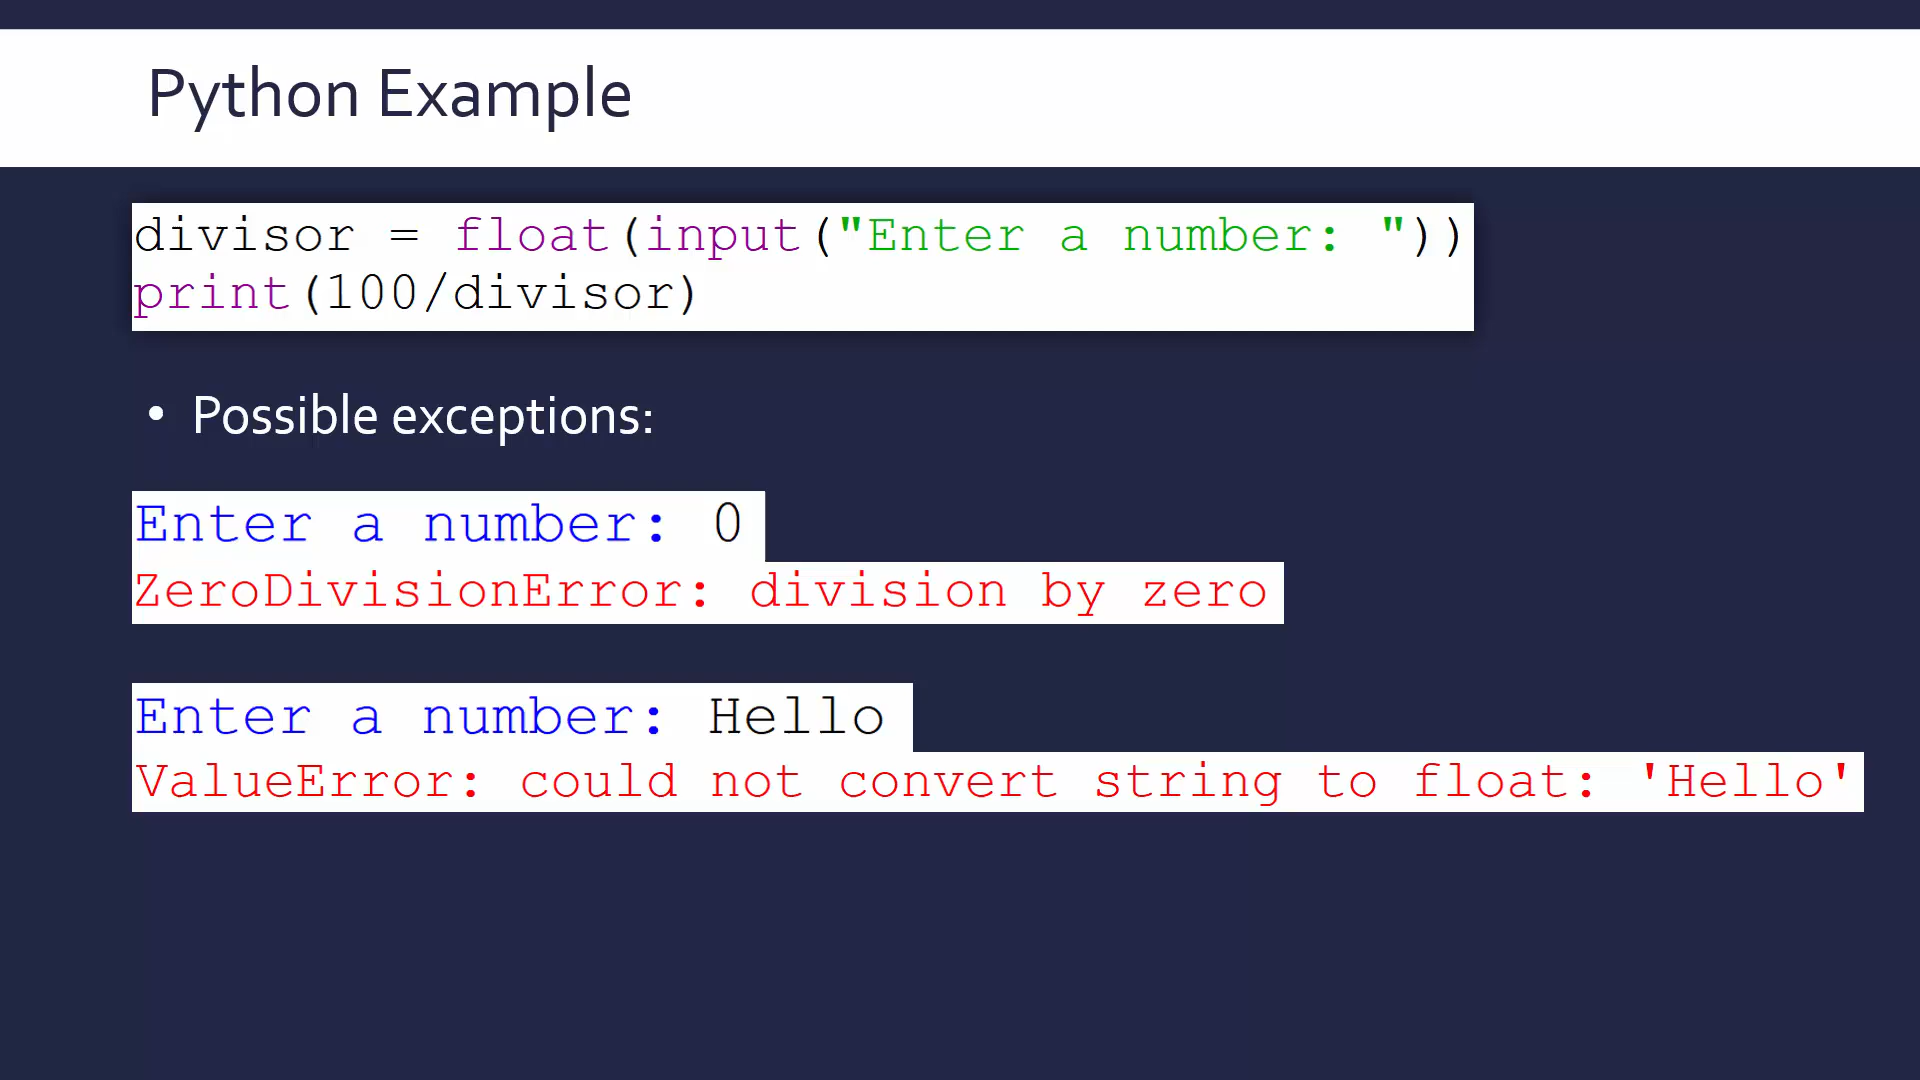 Python Example
divisor = float(input("Enter a number: "))
print(100/divisor)
• Possible exceptions:
Enter a number: 0
ZeroDivisionError: division by zero
Enter a number: Hello
ValueError: could not convert string to float: 'Hello'